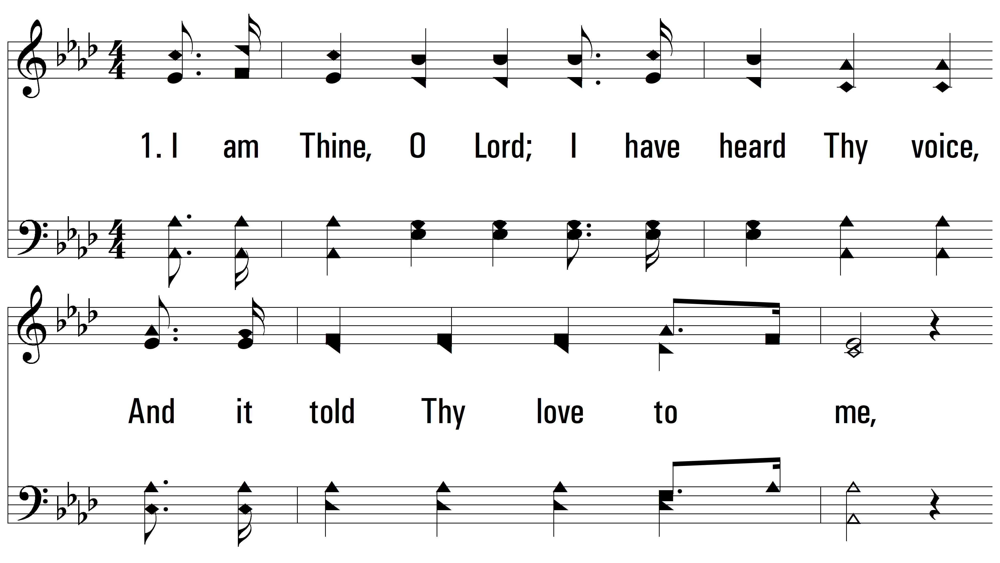 1. I am Thine, O Lord; I have heard Thy voice,
And it told Thy love to me,